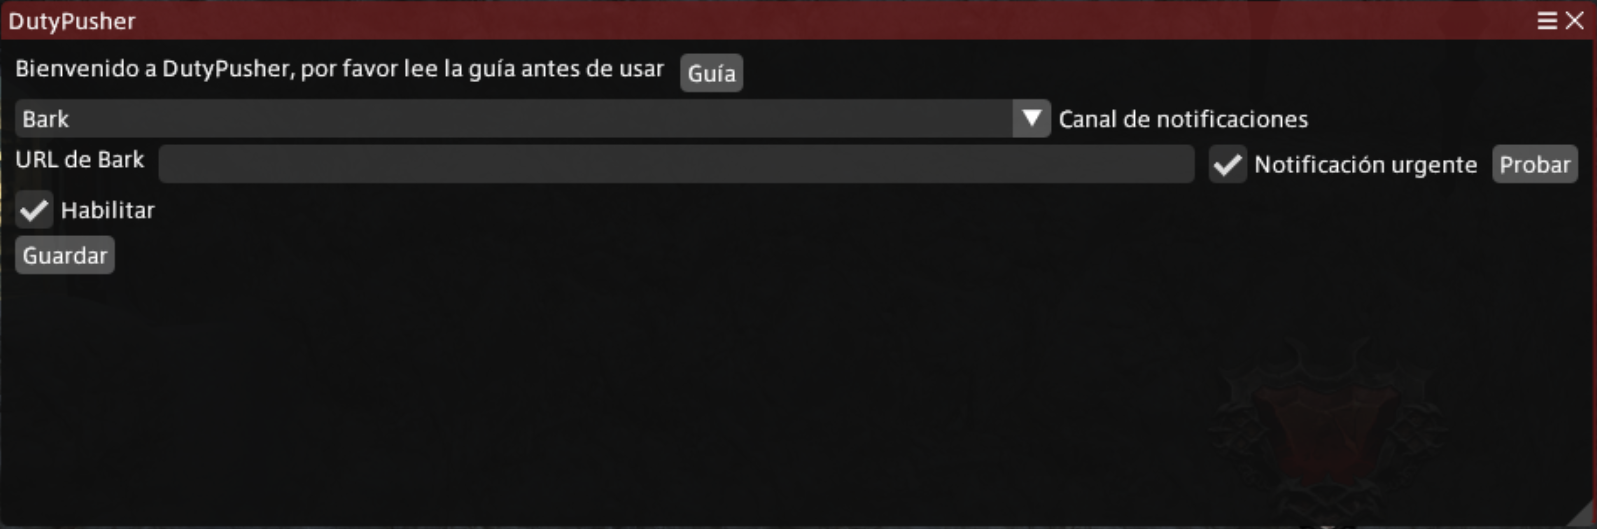 DutyPusher
Bienvenido a DutyPusher, por favor lee la guía antes de usar Guía
Bark Canal de notificaciones
URL de Bark Notificación urgente Probar
Habilitar
Guardar